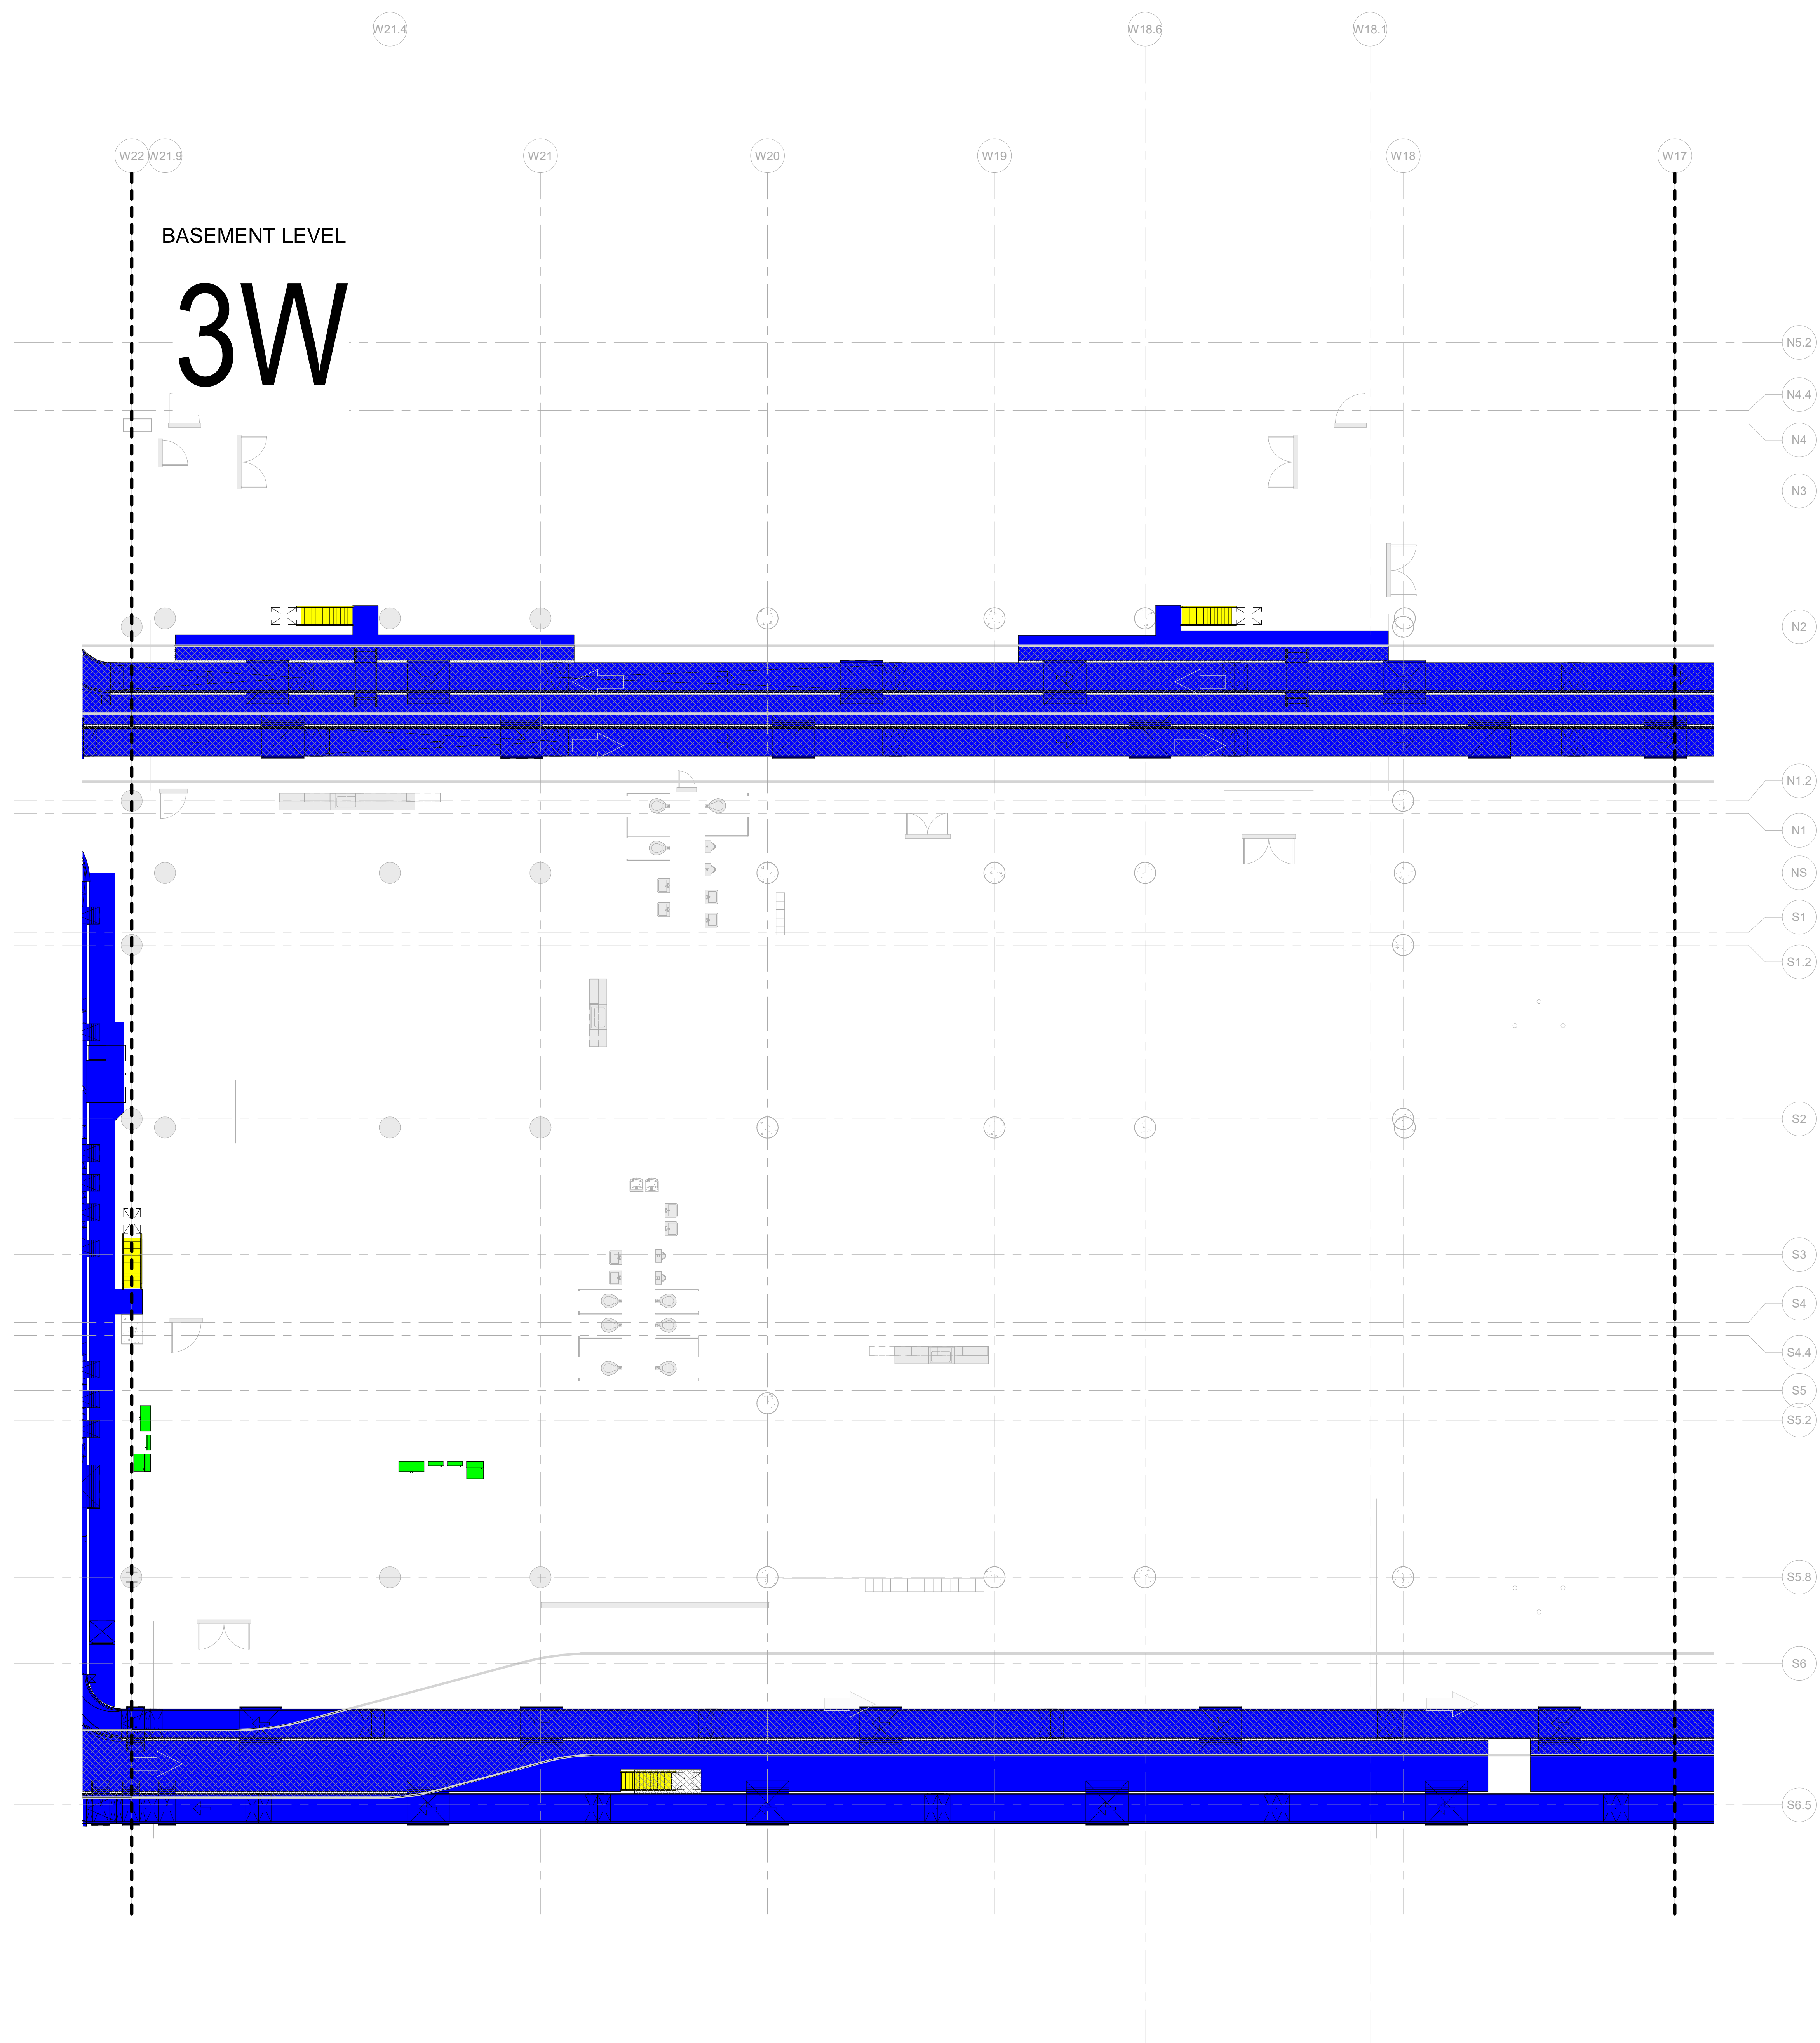 W21.4
W18.6
W18.1
W22
W21.9
W21
W20
W19
W18
W17
BASEMENT LEVEL
3W
N5.2
N4.4
N4
N3
N2
N1.2
N1
NS
S1
S1.2
S2
S3
S4
S4.4
S5
S5.2
S5.8
S6
S6.5